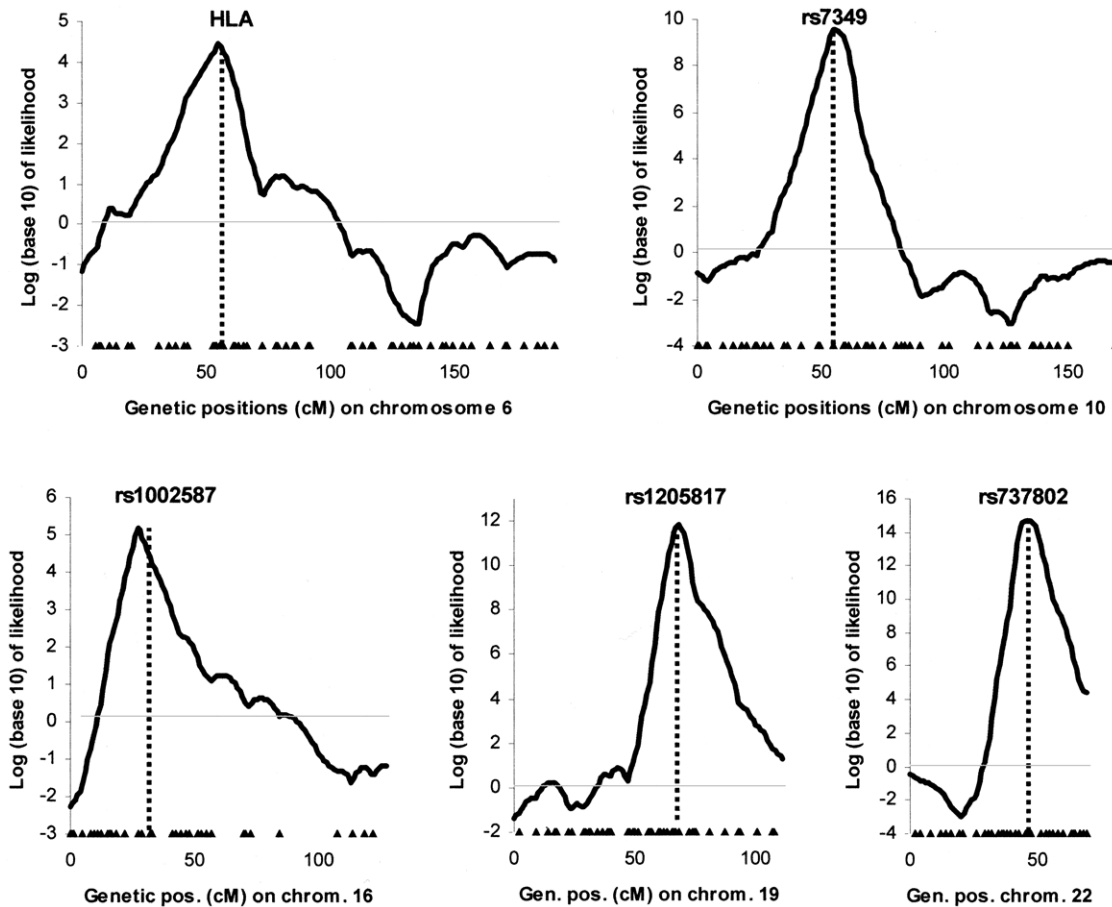 HLA
Log (base 10) of likelihood
5
4
3
2
1
0
-1
-2
-3
0 50 100 150
Genetic positions (cM) on chromosome 6
rs7349
Log (base 10) of likelihood
10
8
6
4
2
0
-2
-4
0 50 100 150
Genetic positions (cM) on chromosome 10
rs1002587
Log (base 10) of likelihood
6
5
4
3
2
1
0
-1
-2
-3
0 50 100
Genetic pos. (cM) on chrom. 16
rs1205817
Log (base 10) of likelihood
12
10
8
6
4
2
0
-2
0 50 100
Gen. pos. (cM) on chrom. 19
rs737802
Log (base 10) of likelihood
16
14
12
10
8
6
4
2
0
-2
-4
0 50
Gen. pos. chrom. 22